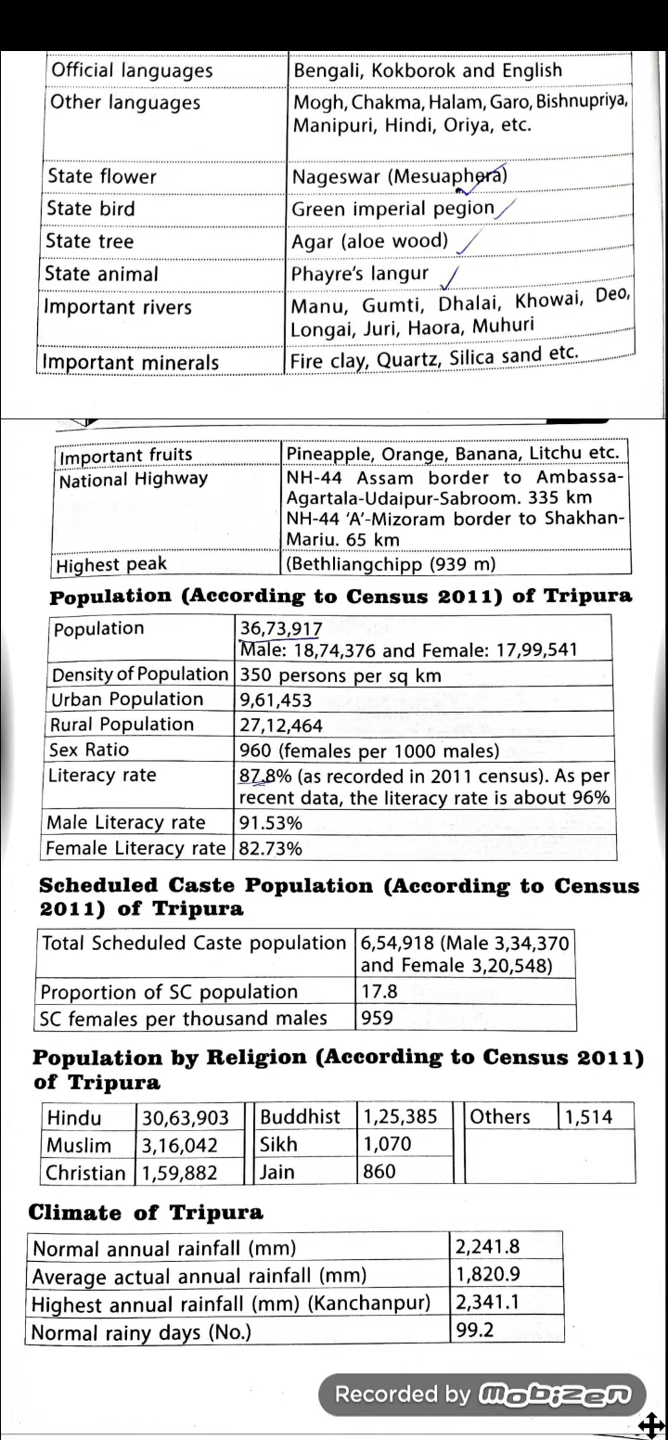 Official languages Bengali, Kokborok and English
Other languages Mogh, Chakma, Halam, Garo, Bishnupriya,
Manipuri, Hindi, Oriya, etc.
State flower Nageswar (Mesuaphera)
State bird Green imperial pegion
State tree Agar (aloe wood)
State animal Phayre's langur
Important rivers Manu, Gumti, Dhalai, Khowai, Deo,
Longai, Juri, Haora, Muhuri
Important minerals Fire clay, Quartz, Silica sand etc.
Important fruits Pineapple, Orange, Banana, Litchu etc.
National Highway NH-44 Assam border to Ambassa-
Agartala-Udaipur-Sabroom. 335 km
NH-44 'A'-Mizoram border to Shakhan-
Mariu. 65 km
Highest peak (Bethliangchipp (939 m)
Population (According to Census 2011) of Tripura
Population 36,73,917
Male: 18,74,376 and Female: 17,99,541
Density of Population 350 persons per sq km
Urban Population 9,61,453
Rural Population 27,12,464
Sex Ratio 960 (females per 1000 males)
Literacy rate 87.8% (as recorded in 2011 census). As per
recent data, the literacy rate is about 96%
Male Literacy rate 91.53%
Female Literacy rate 82.73%
Scheduled Caste Population (According to Census
2011) of Tripura
Total Scheduled Caste population 6,54,918 (Male 3,34,370
and Female 3,20,548)
Proportion of SC population 17.8
SC females per thousand males 959
Population by Religion (According to Census 2011)
of Tripura
Hindu 30,63,903 Buddhist 1,25,385 Others 1,514
Muslim 3,16,042 Sikh 1,070
Christian 1,59,882 Jain 860
Climate of Tripura
Normal annual rainfall (mm) 2,241.8
Average actual annual rainfall (mm) 1,820.9
Highest annual rainfall (mm) (Kanchanpur) 2,341.1
Normal rainy days (No.) 99.2
Recorded by mobizen